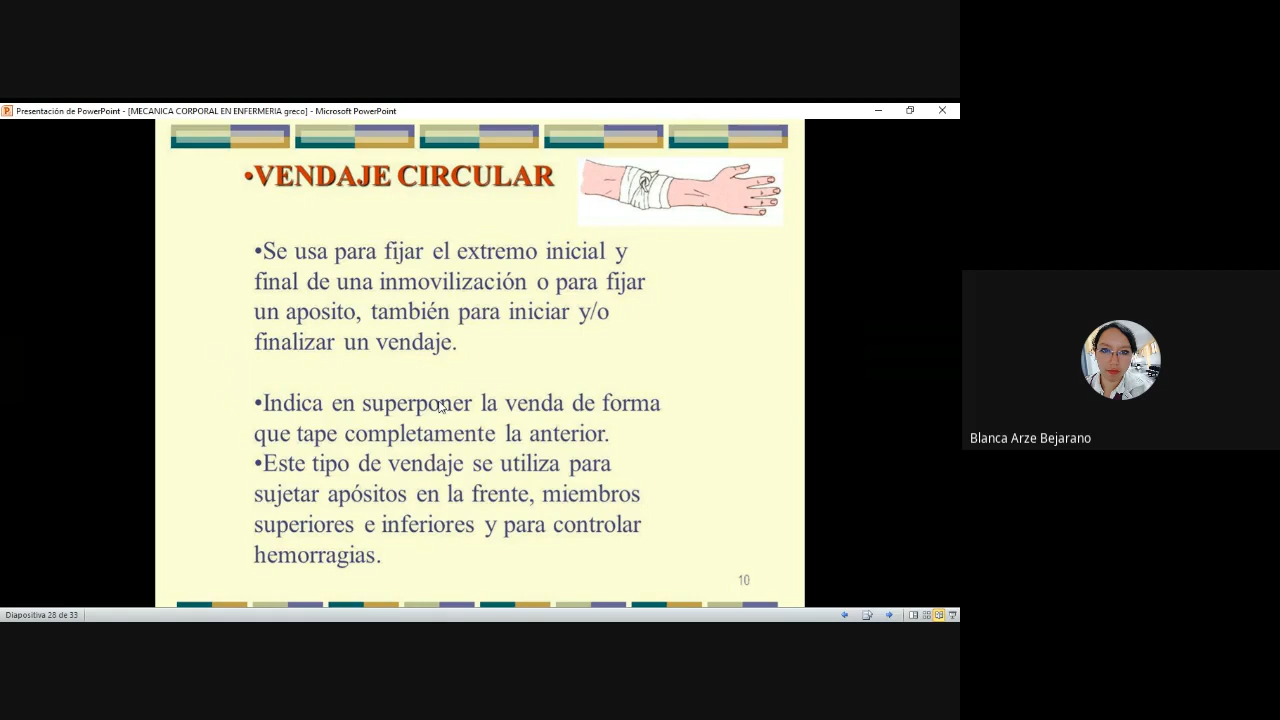 Presentación de PowerPoint - [MECANICA CORPORAL EN ENFERMERIA greco] - Microsoft PowerPoint
•VENDAJE CIRCULAR
•Se usa para fijar el extremo inicial y
final de una inmovilización o para fijar
un aposito, también para iniciar y/o
finalizar un vendaje.
•Indica en superponer la venda de forma
que tape completamente la anterior.
•Este tipo de vendaje se utiliza para
sujetar apósitos en la frente, miembros
superiores e inferiores y para controlar
hemorragias.
10
Diapositiva 28 de 33
Blanca Arze Bejarano